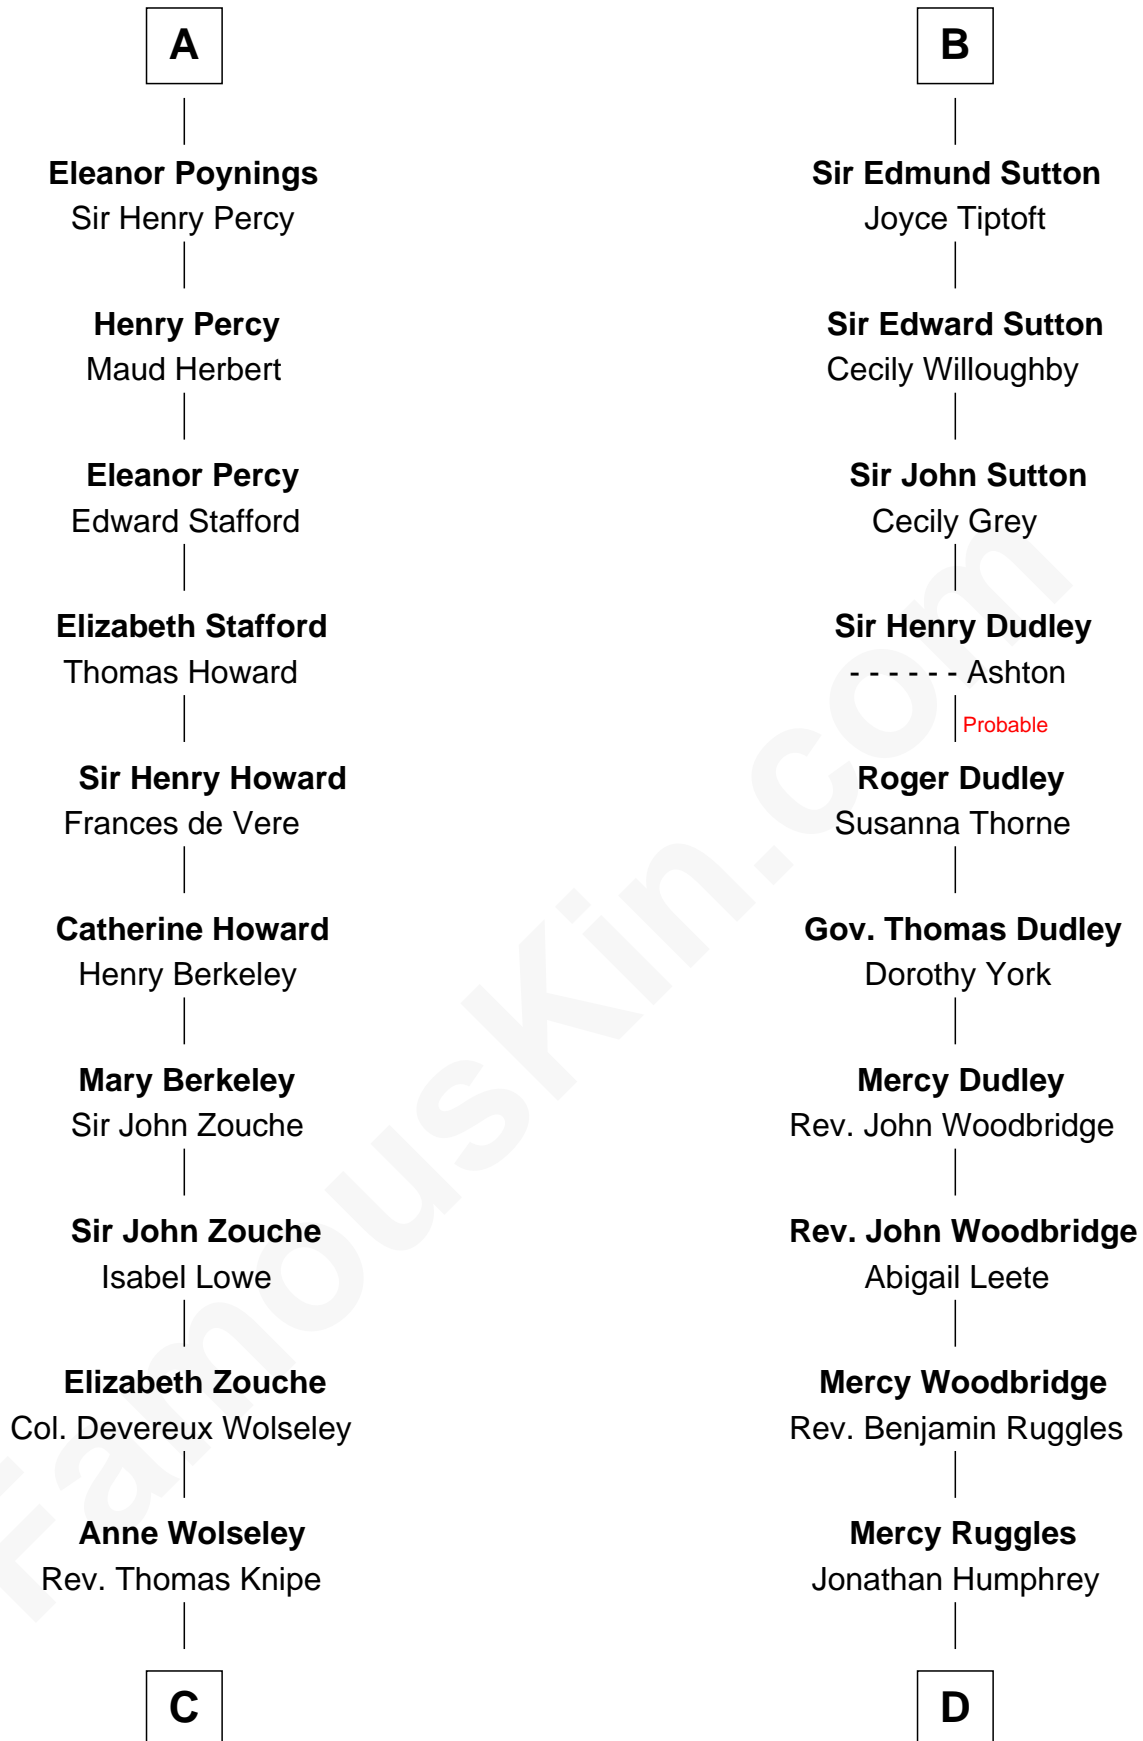 A
Eleanor Poynings
Sir Henry Percy
Henry Percy
Maud Herbert
Eleanor Percy
Edward Stafford
Elizabeth Stafford
Thomas Howard
Sir Henry Howard
Frances de Vere
Catherine Howard
Henry Berkeley
Mary Berkeley
Sir John Zouche
Sir John Zouche
Isabel Lowe
Elizabeth Zouche
Col. Devereux Wolseley
Anne Wolseley
Rev. Thomas Knipe
C
B
Sir Edmund Sutton
Joyce Tiptoft
Sir Edward Sutton
Cecily Willoughby
Sir John Sutton
Cecily Grey
Sir Henry Dudley
- - - - - - Ashton
Probable
Roger Dudley
Susanna Thorne
Gov. Thomas Dudley
Dorothy York
Mercy Dudley
Rev. John Woodbridge
Rev. John Woodbridge
Abigail Leete
Mercy Woodbridge
Rev. Benjamin Ruggles
Mercy Ruggles
Jonathan Humphrey
D
FamousKin.com